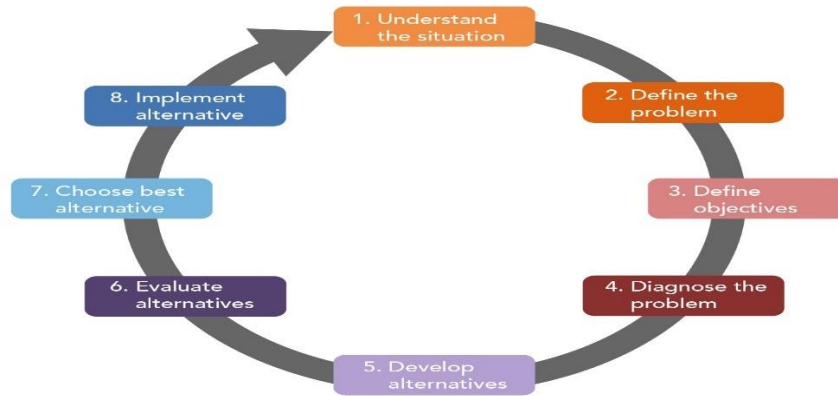 1. Understand
the situation
2. Define the
problem
3. Define
objectives
4. Diagnose the
problem
5. Develop
alternatives
6. Evaluate
alternatives
7. Choose best
alternative
8. Implement
alternative